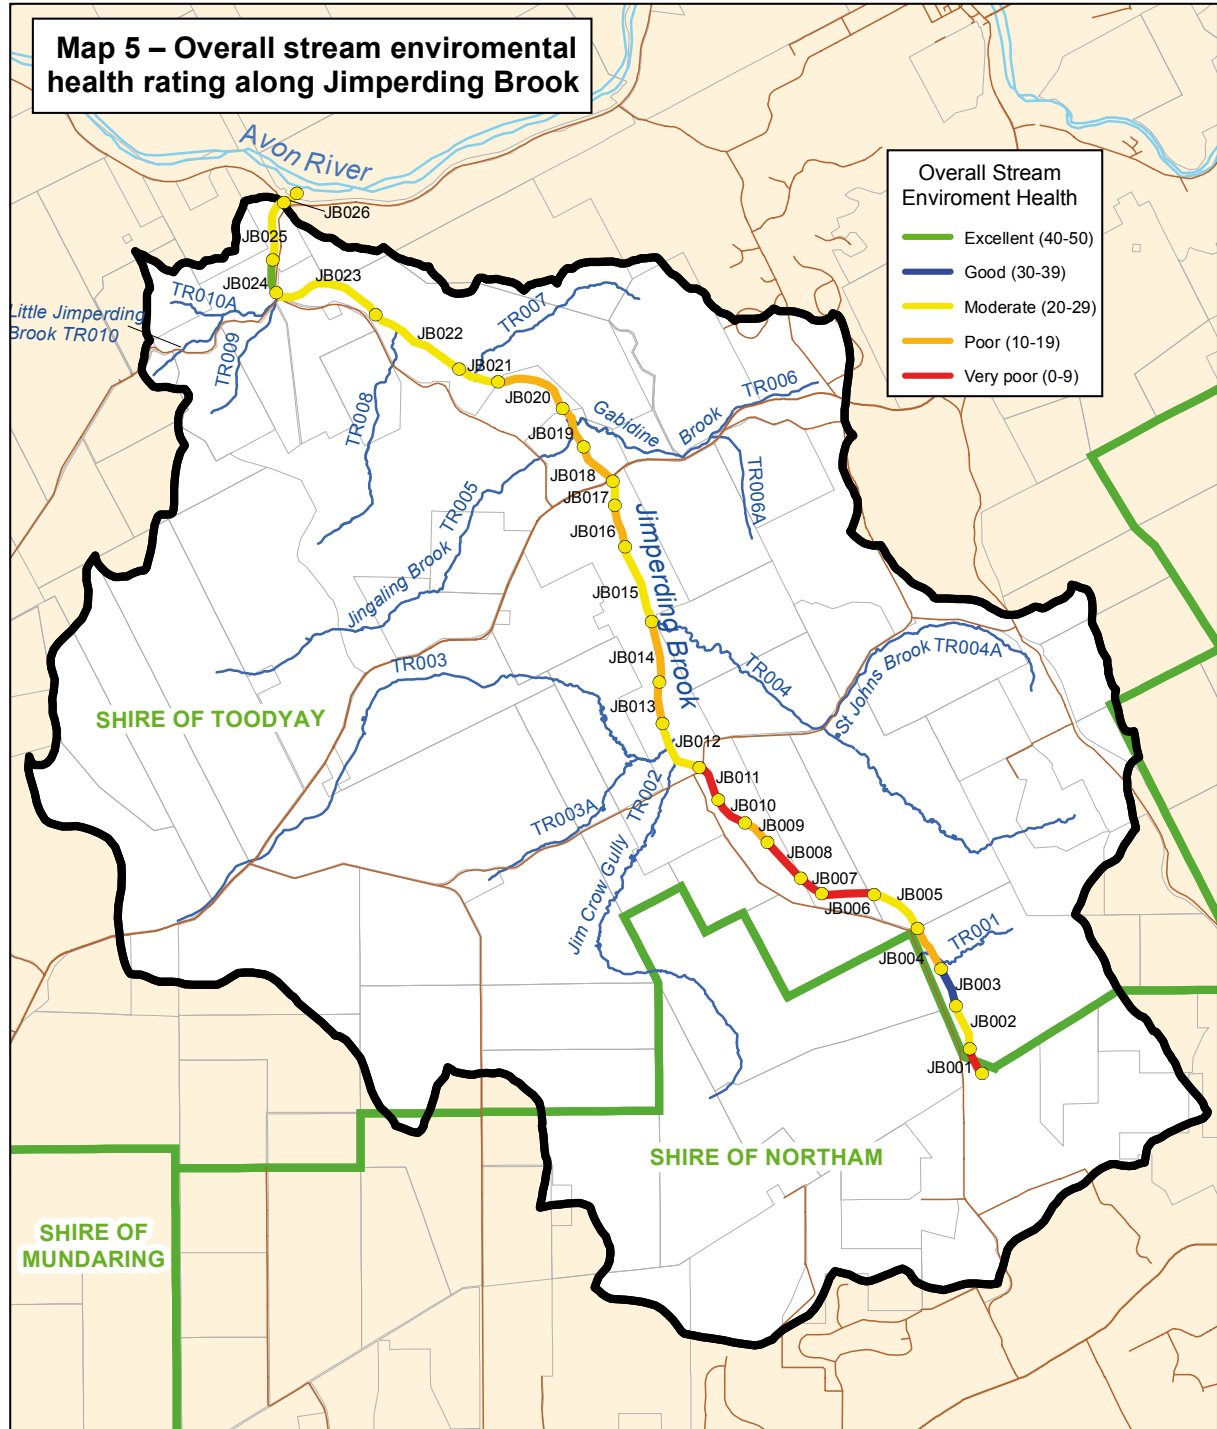 Map 5 – Overall stream enviromental
health rating along Jimperding Brook
Avon River
Overall Stream
Enviroment Health
Excellent (40-50)
Good (30-39)
Moderate (20-29)
Poor (10-19)
Very poor (0-9)
JB026
JB025
JB024
JB023
TR010A
Little Jimperding
Brook TR010
TR009
TR007
JB022
JB021
TR008
JB020
TR006
Gabidine
Brook
JB019
JB018
TR006A
JB017
Jingaling Brook
TR005
JB016
Jimperding Brook
JB015
TR003
JB014
TR004
St Johns Brook
TR004A
SHIRE OF TOODYAY
JB013
JB012
JB011
TR003A
TR002
Jim Crow Gully
JB010
JB009
JB008
JB007
JB006
JB005
TR001
JB004
JB003
JB002
JB001
SHIRE OF NORTHAM
SHIRE OF
MUNDARING